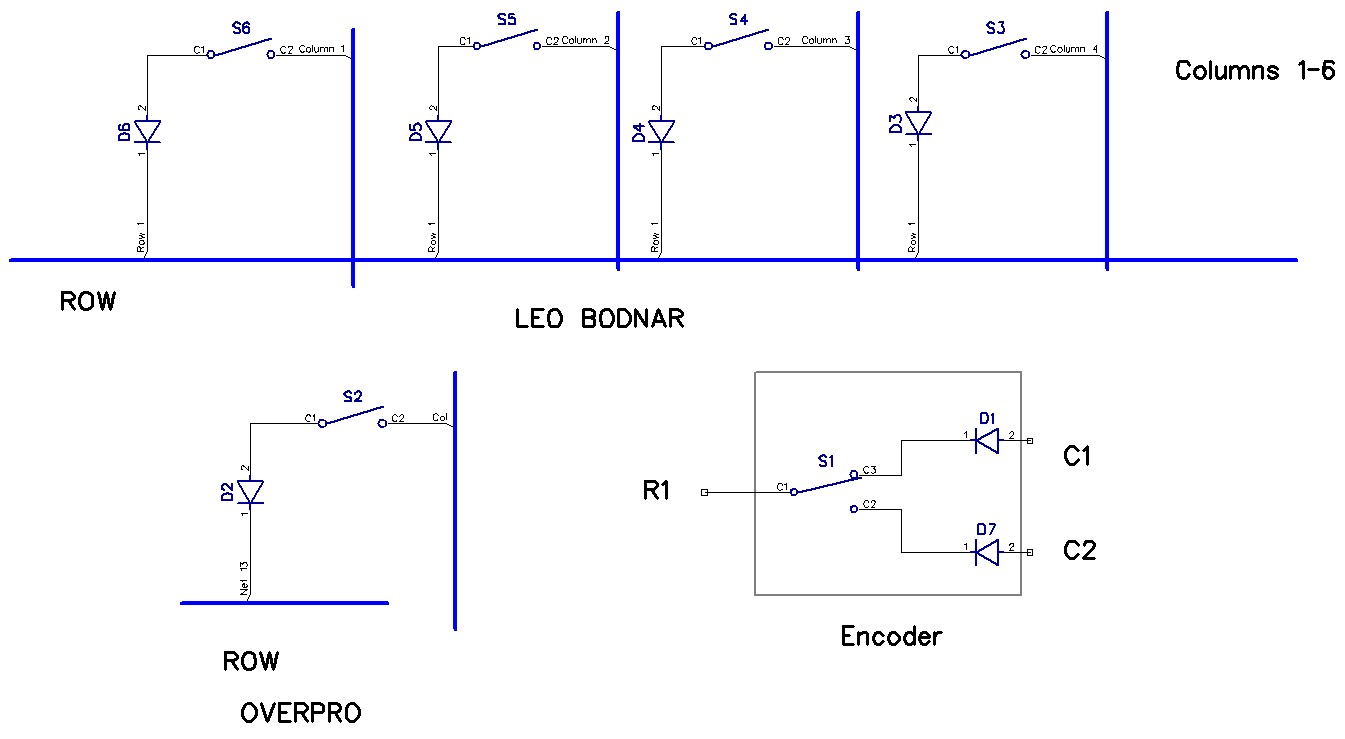 S6
C1 C2 Column 1
2
D6
1
Row 1
S5
C1 C2 Column 2
2
D5
1
Row 1
S4
C1 C2 Column 3
2
D4
1
Row 1
S3
C1 C2 Column 4
2
D3
1
Row 1
Columns 1-6
ROW
LEO BODNAR
S2
C1 C2 Col
2
D2
1
Net 13
ROW
OVERPRO
R1
S1
C1
C3
C2
D1
1 2
C1
D7
1 2
C2
Encoder